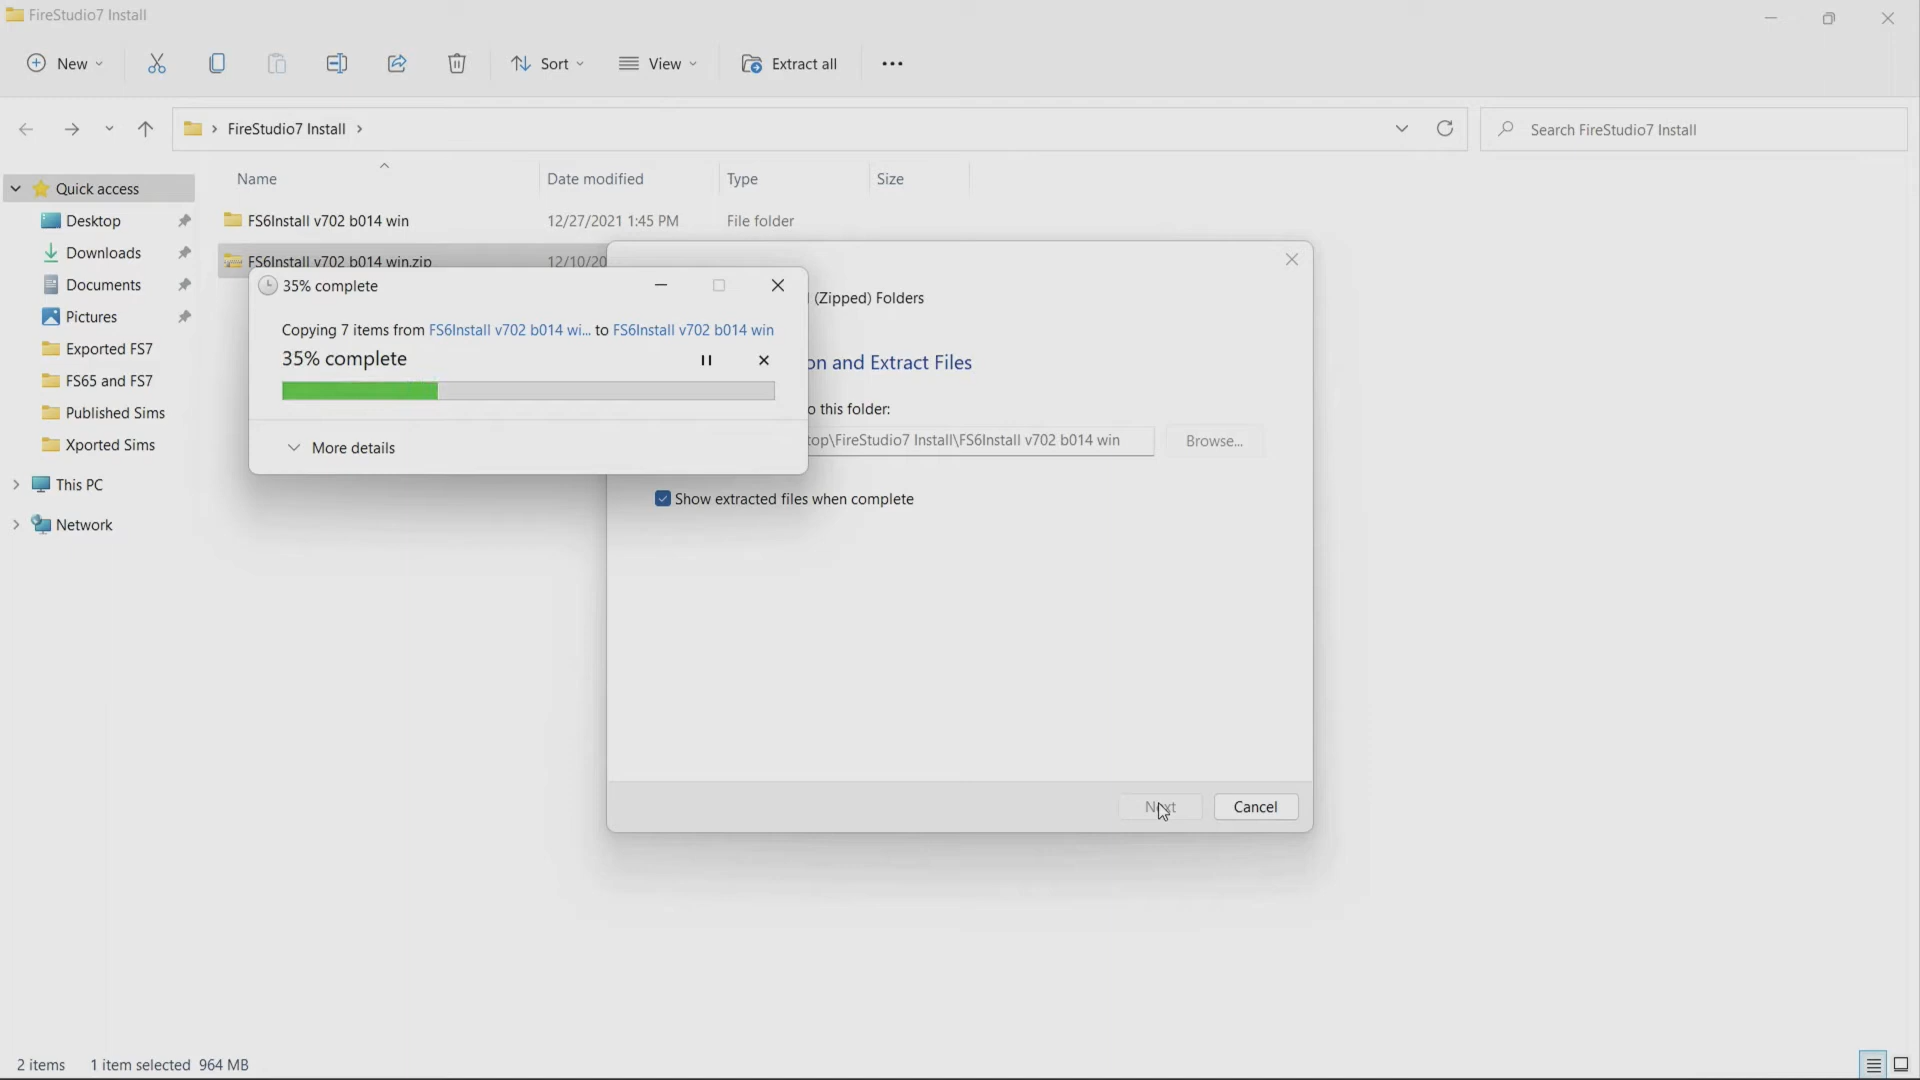 FireStudio7 Install
New
Sort
View
Extract all
FireStudio7 Install
Search FireStudio7 Install
Name
Date modified
Type
Size
Quick access
Desktop
Downloads
Documents
Pictures
Exported FS7
FS65 and FS7
Published Sims
Xported Sims
This PC
Network
FS6Install v702 b014 win
12/27/2021 1:45 PM
File folder
FS6Install v702 b014 win.zip
12/10/20
35% complete
Copying 7 items from FS6Install v702 b014 wi... to FS6Install v702 b014 win
35% complete
More details
(Zipped) Folders
on and Extract Files
o this folder:
top\FireStudio7 Install\FS6Install v702 b014 win
Browse...
Show extracted files when complete
Next
Cancel
2 items
1 item selected 964 MB